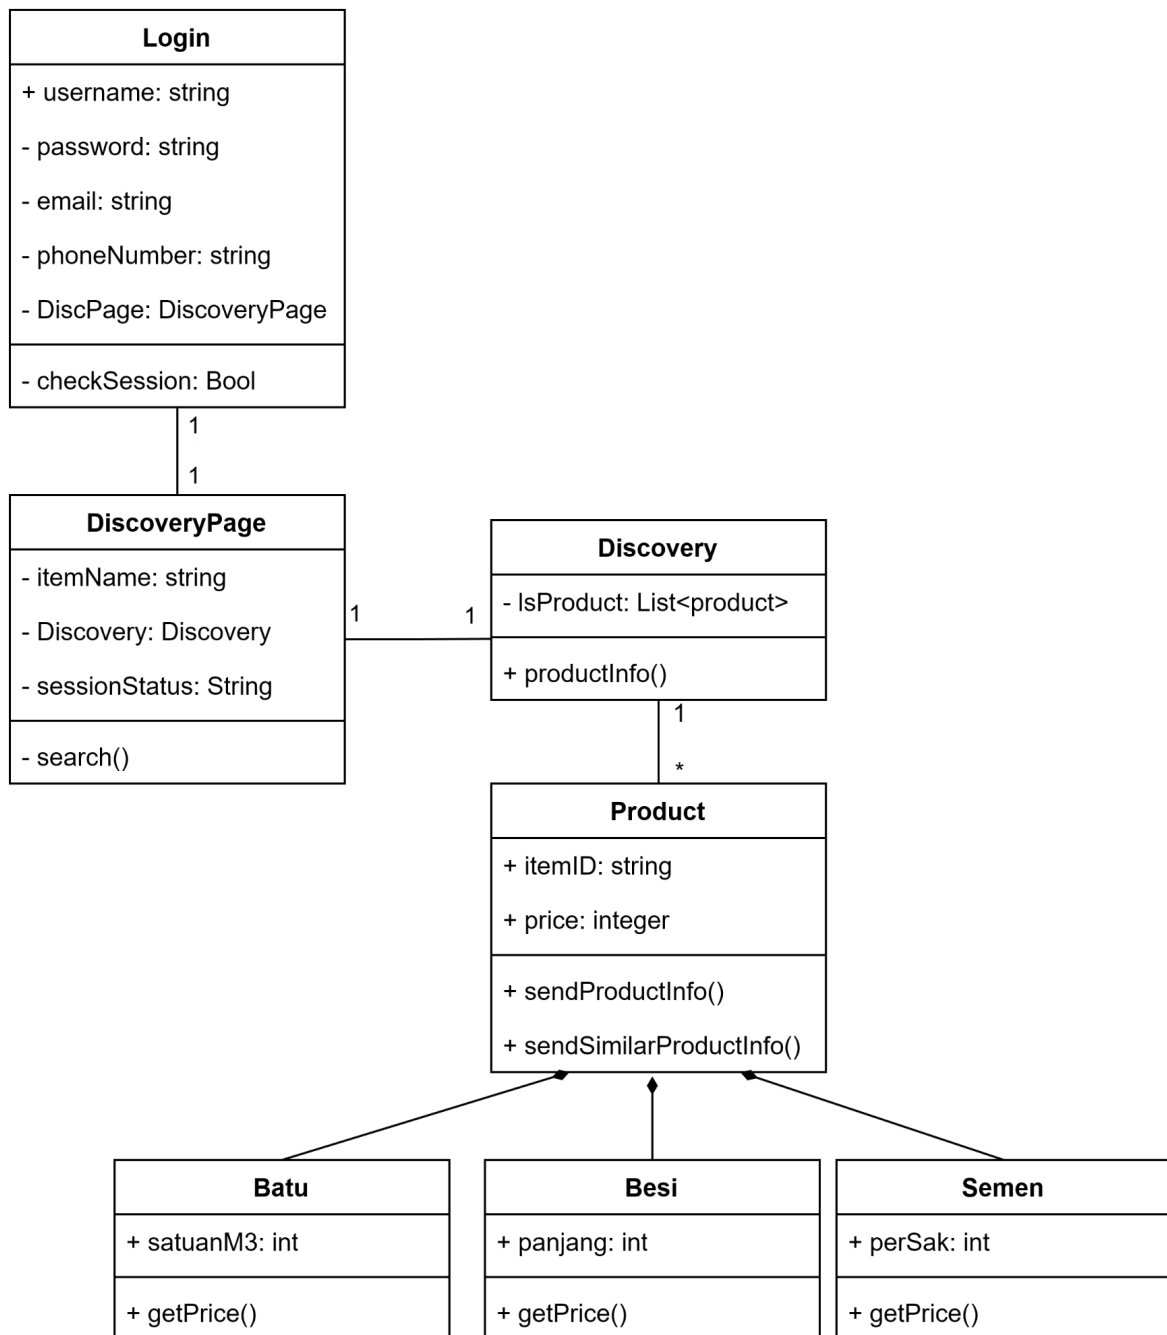 Login
+ username: string
- password: string
- email: string
- phoneNumber: string
- DiscPage: DiscoveryPage
- checkSession: Bool
1
1
DiscoveryPage
- itemName: string
- Discovery: Discovery
- sessionStatus: String
- search()
1
1
Discovery
- lsProduct: List<product>
+ productInfo()
1
*
Product
+ itemID: string
+ price: integer
+ sendProductInfo()
+ sendSimilarProductInfo()
Batu
+ satuanM3: int
+ getPrice()
Besi
+ panjang: int
+ getPrice()
Semen
+ perSak: int
+ getPrice()